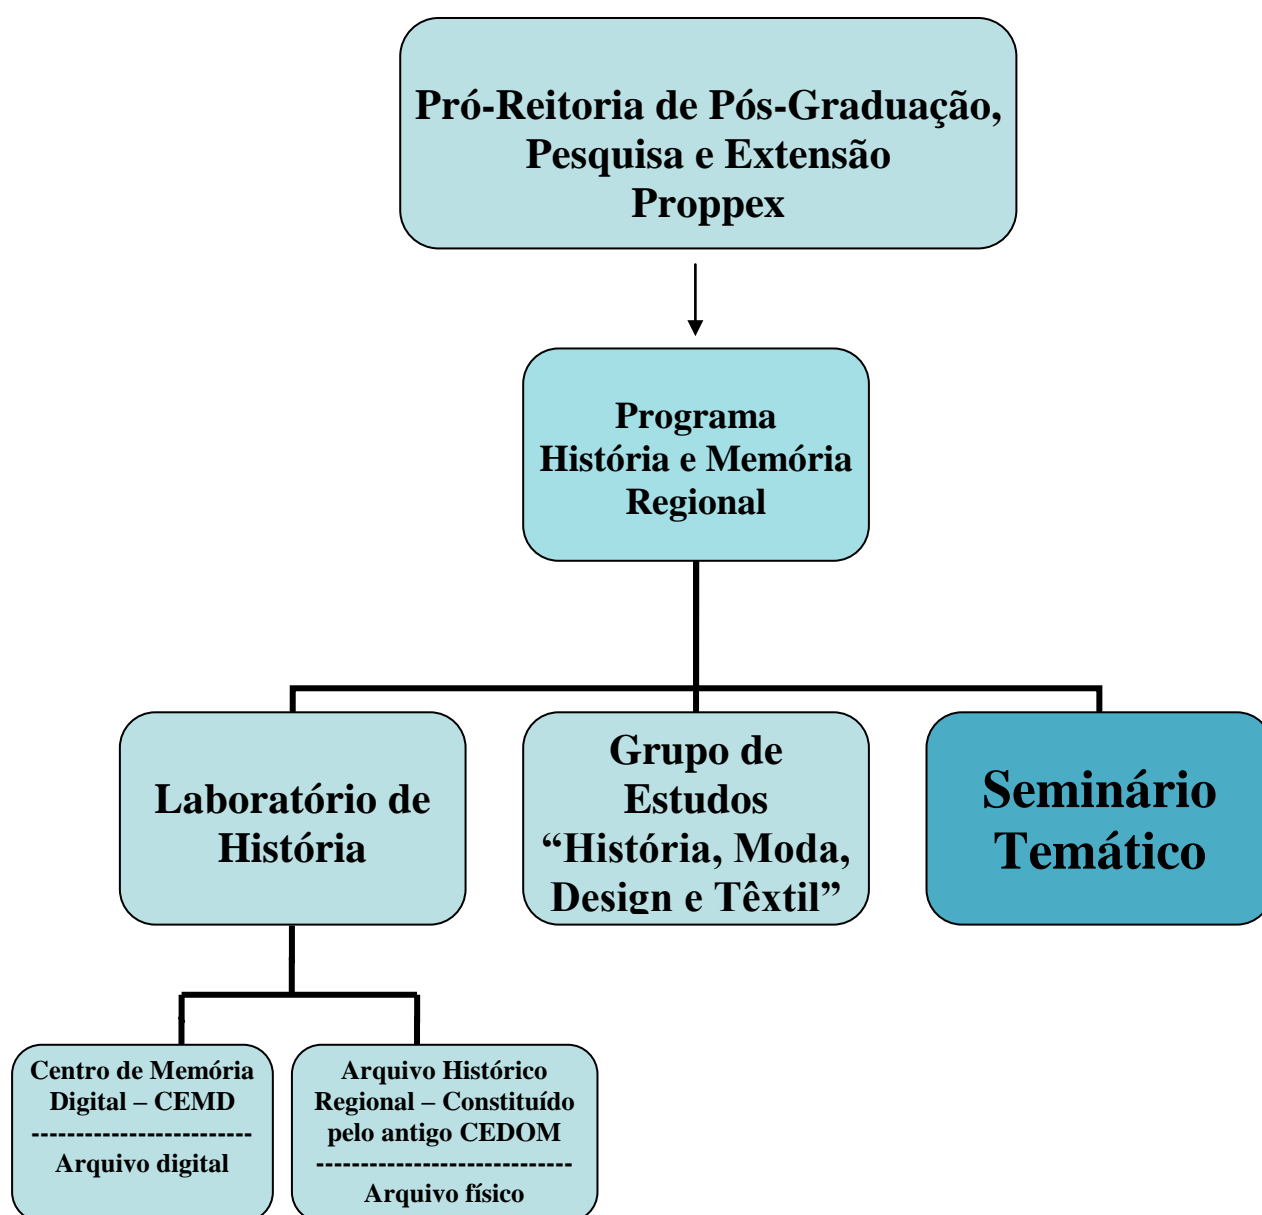 Pró-Reitoria de Pós-Graduação,
Pesquisa e Extensão
Proppex
Programa
História e Memória
Regional
Laboratório de
História
Grupo de
Estudos
“História, Moda,
Design e Têxtil”
Seminário
Temático
Centro de Memória
Digital – CEMD
-------------------------
Arquivo digital
Arquivo Histórico
Regional – Constituído
pelo antigo CEDOM
-----------------------------
Arquivo físico